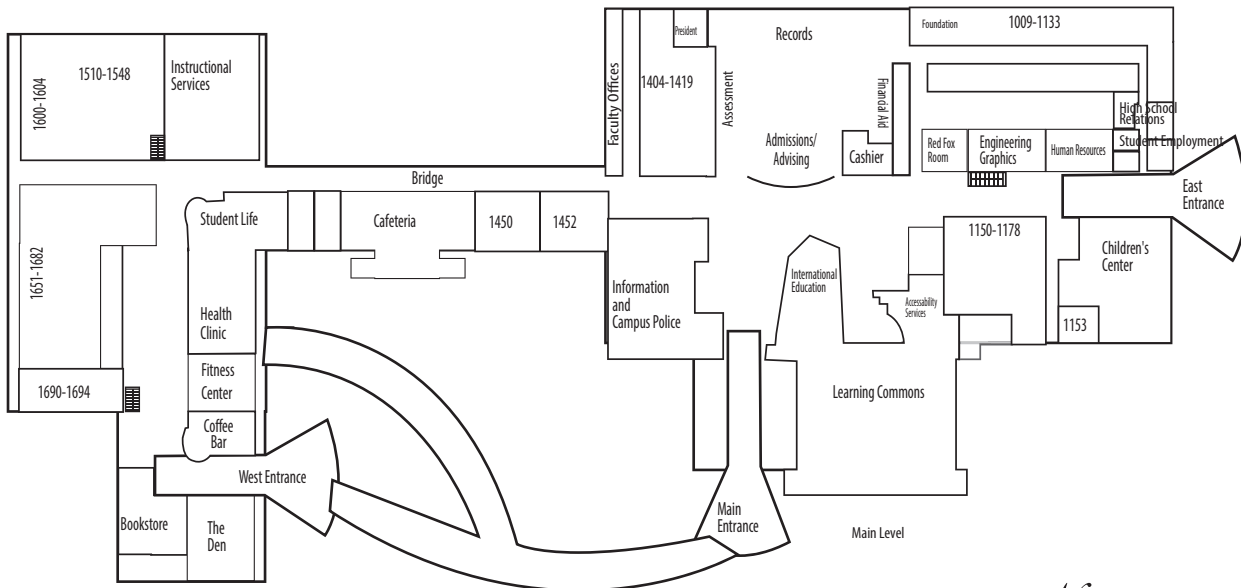 Foundation
1009-1133
President
Records
1510-1548
Instructional
Services
1600-1604
Faculty Offices
1404-1419
Assessment
Financial Aid
High School
Relations
Admissions/
Advising
Cashier
Red Fox
Room
Engineering
Graphics
Human Resources
Student Employment
Bridge
East
Entrance
Student Life
Cafeteria
1450
1452
1150-1178
Children's
Center
1651-1682
International
Education
Information
and
Campus Police
Accessability
Services
Health
Clinic
1153
Fitness
Center
1690-1694
Learning Commons
Coffee
Bar
West Entrance
Main
Entrance
Bookstore
The
Den
Main Level